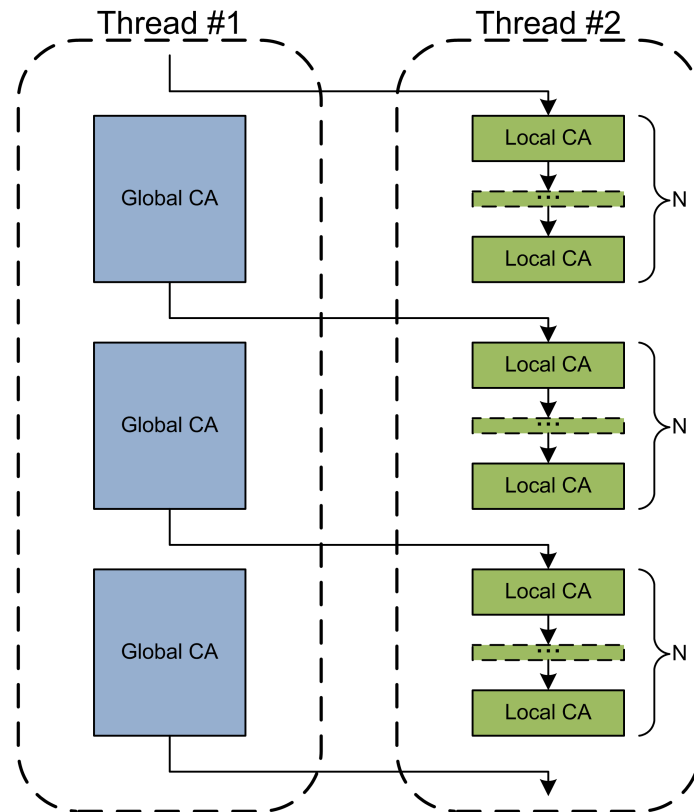 Thread #1
Thread #2
Local CA
Global CA
...
N
Local CA
Local CA
Global CA
...
N
Local CA
Local CA
Global CA
...
N
Local CA